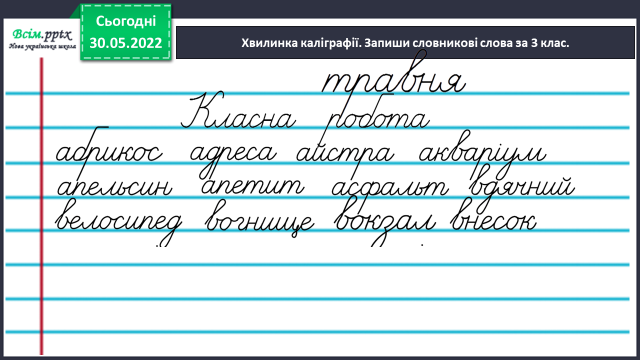 Всім.pptx
Нова українська школа
Сьогодні
30.05.2022
Хвилинка каліграфії. Запиши словникові слова за 3 клас.
травня
Класна робота
абрикос адреса айстра акваріум
апельсин апетит асфальт вдячний
велосипед вогнище вокзал внесок